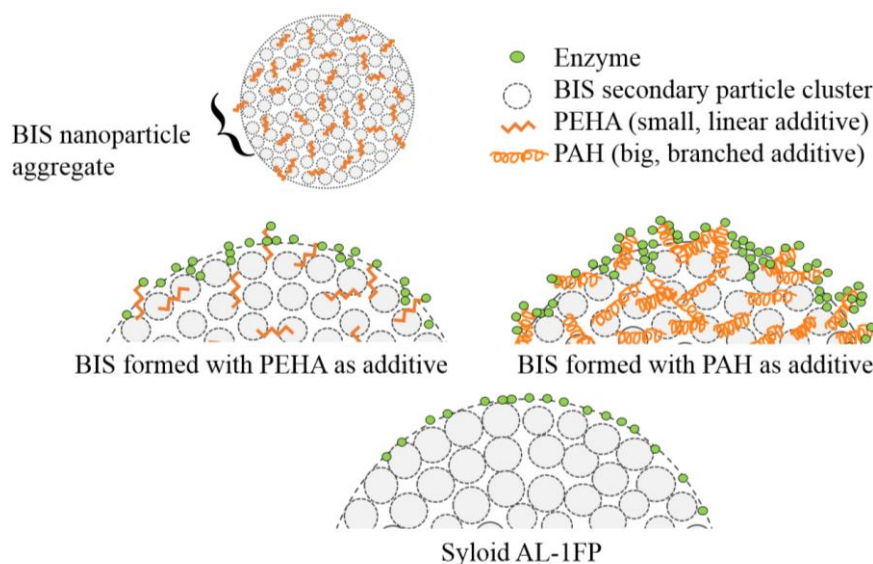 Enzyme
BIS secondary particle cluster
PEHA (small, linear additive)
PAH (big, branched additive)
BIS nanoparticle
aggregate
BIS formed with PEHA as additive
BIS formed with PAH as additive
Syloid AL-1FP